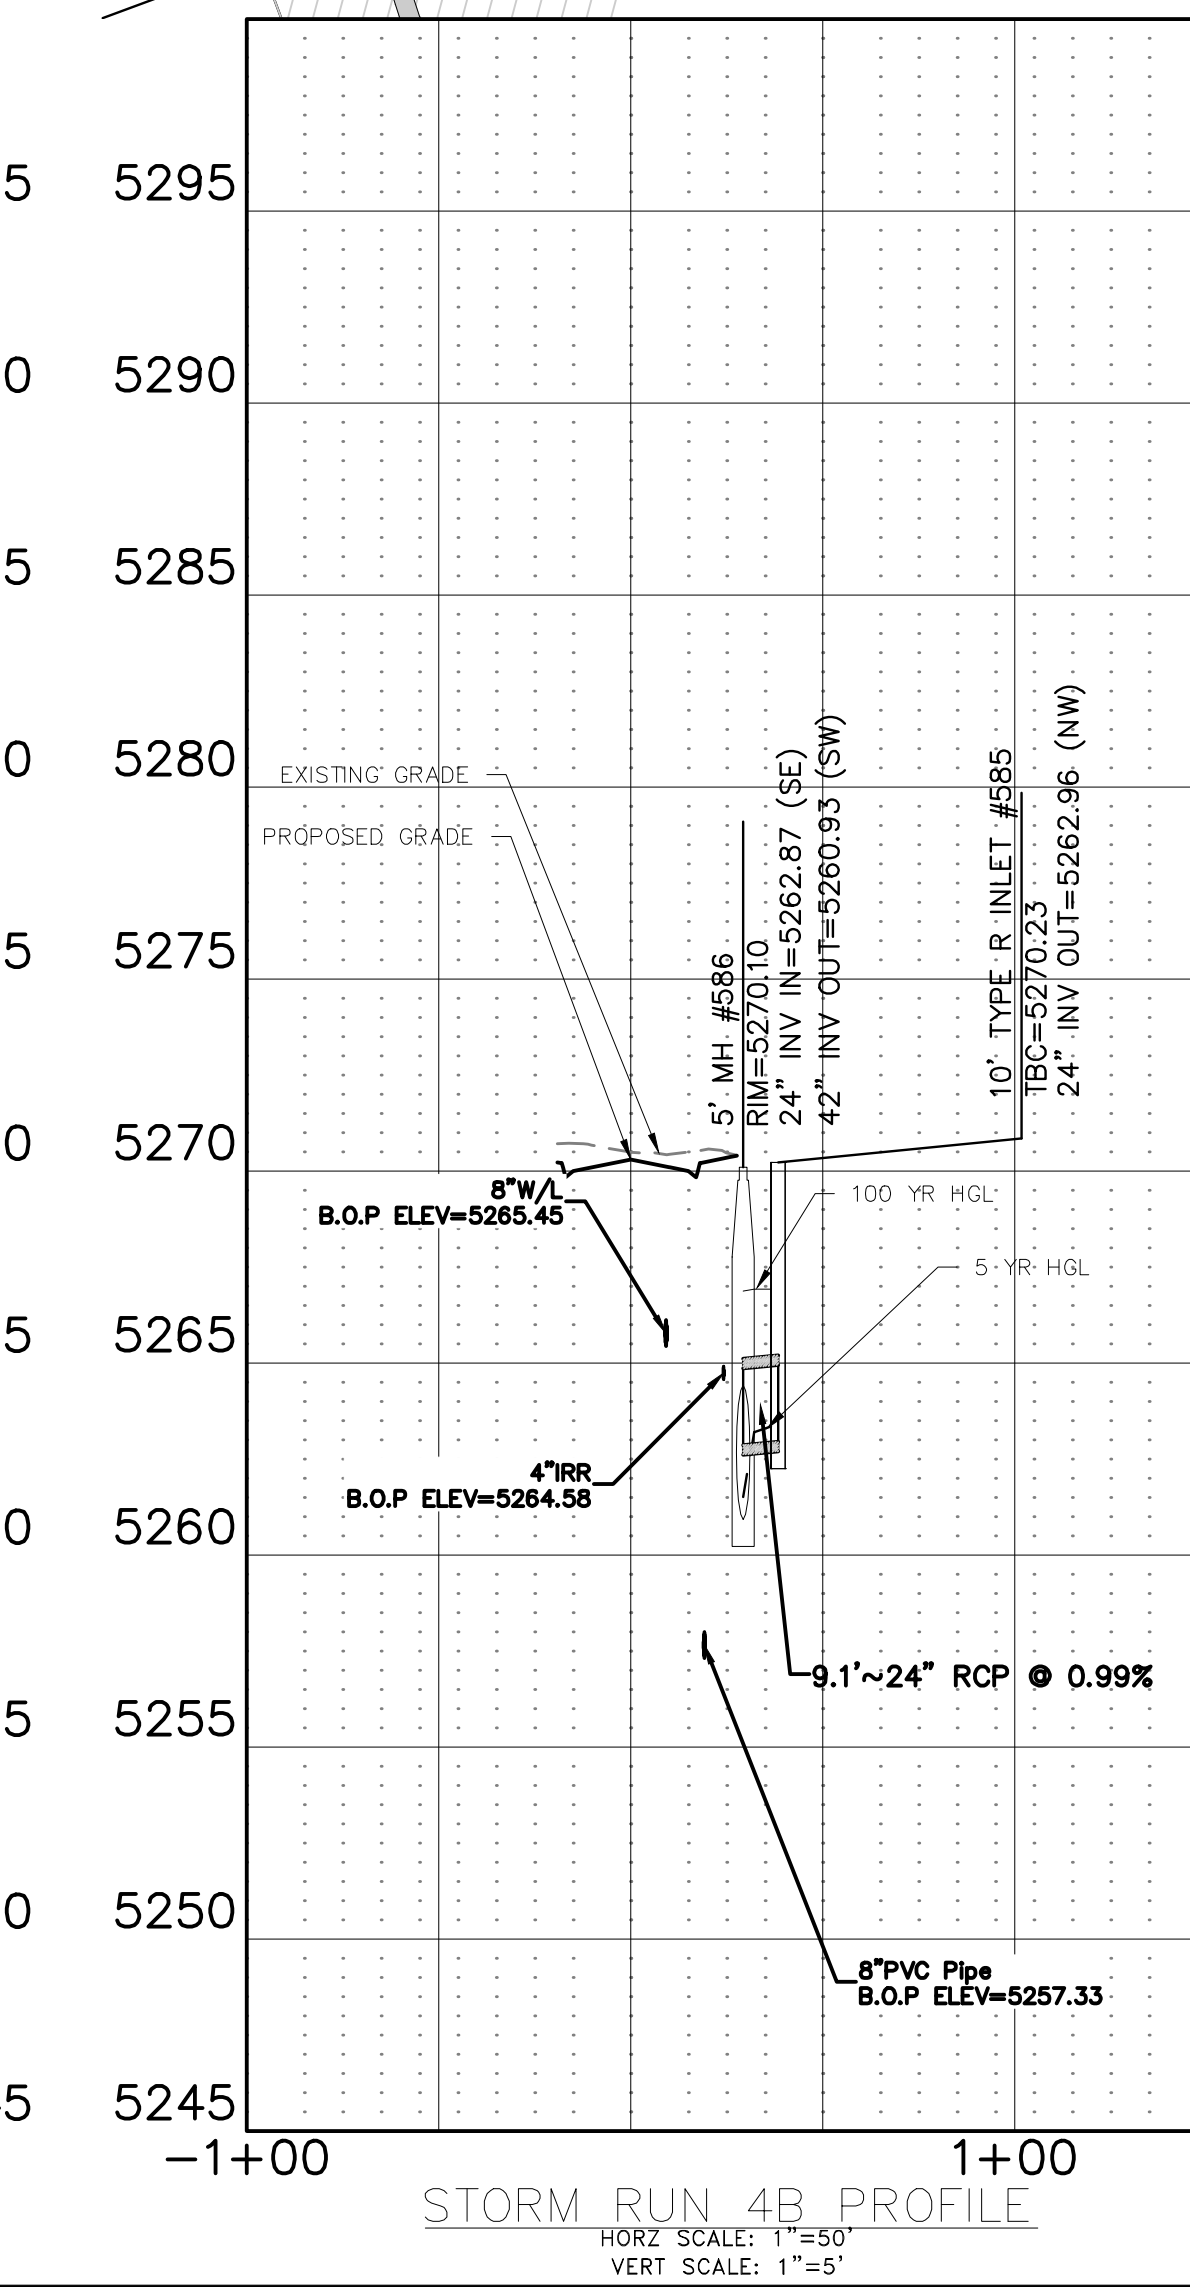 5 5295
0 5290
5 5285
0 5280
5 5275
0 5270
5 5265
0 5260
5 5255
0 5250
5 5245
EXISTING GRADE
PROPOSED GRADE
5' MH #586
RIM=5270.10
24" INV IN=5262.87 (SE)
42" INV OUT=5260.93 (SW)
10' TYPE R INLET #585
TBC=5270.23
24" INV OUT=5262.96 (NW)
8"W/L
B.O.P ELEV=5265.45
100 YR HGL
5 YR HGL
4"IRR
B.O.P ELEV=5264.58
9.1'~24" RCP @ 0.99%
8"PVC Pipe
B.O.P ELEV=5257.33
-1+00 1+00
STORM RUN 4B PROFILE
HORZ SCALE: 1"=50'
VERT SCALE: 1"=5'